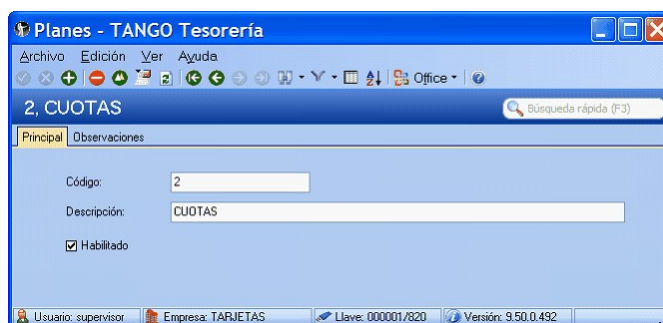 Planes - TANGO Tesorería
Archivo Edición Ver Ayuda
Office
2, CUOTAS
Búsqueda rápida (F3)
Principal Observaciones
Código: 2
Descripción: CUOTAS
Habilitado
Usuario: supervisor Empresa: TARJETAS Llave: 000001/820 Versión: 9.50.0.492